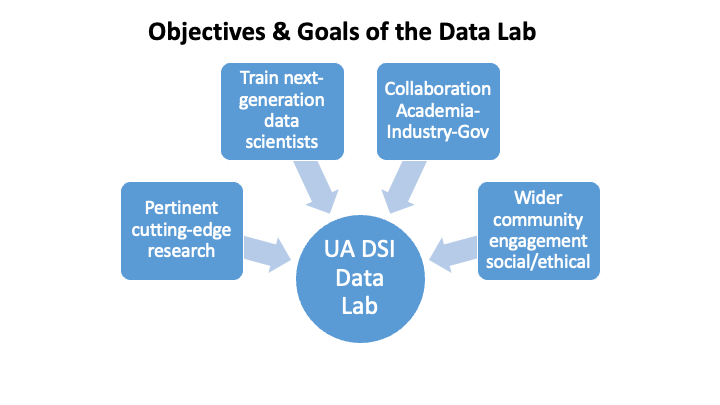 Objectives & Goals of the Data Lab
Train next-
generation
data
scientists
Collaboration
Academia-
Industry-Gov
Pertinent
cutting-edge
research
Wider
community
engagement
social/ethical
UA DSI
Data
Lab